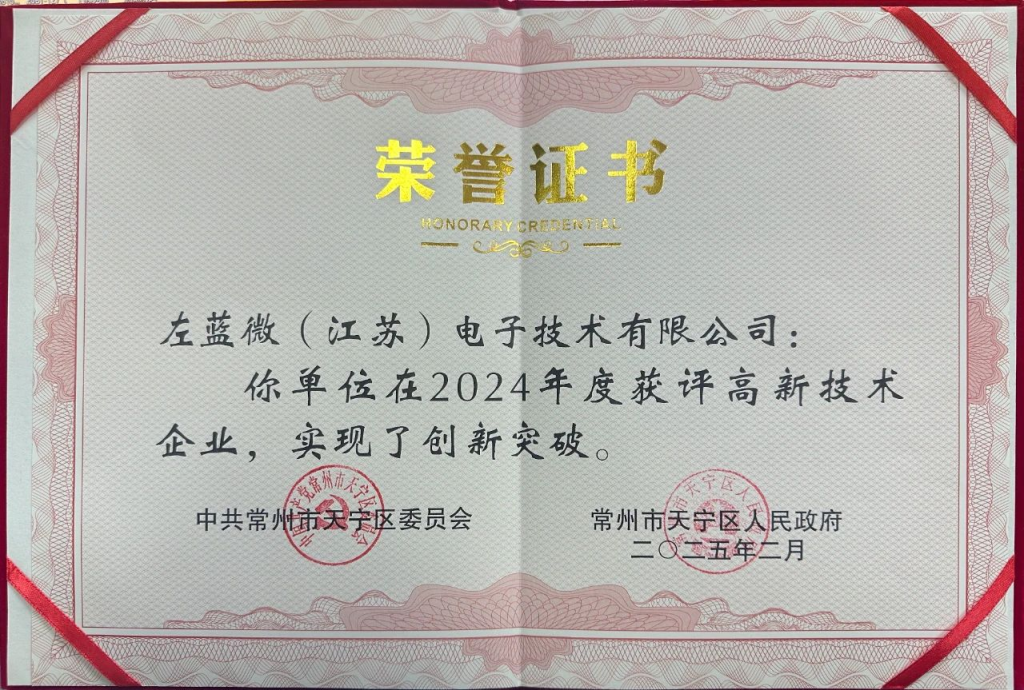 荣誉证书
HONORARY CREDENTIAL
左蓝微（江苏）电子技术有限公司：
你单位在2024年度获评高新技术
企业，实现了创新突破。
中共常州市天宁区委员会
常州市天宁区人民政府
二〇二五年二月